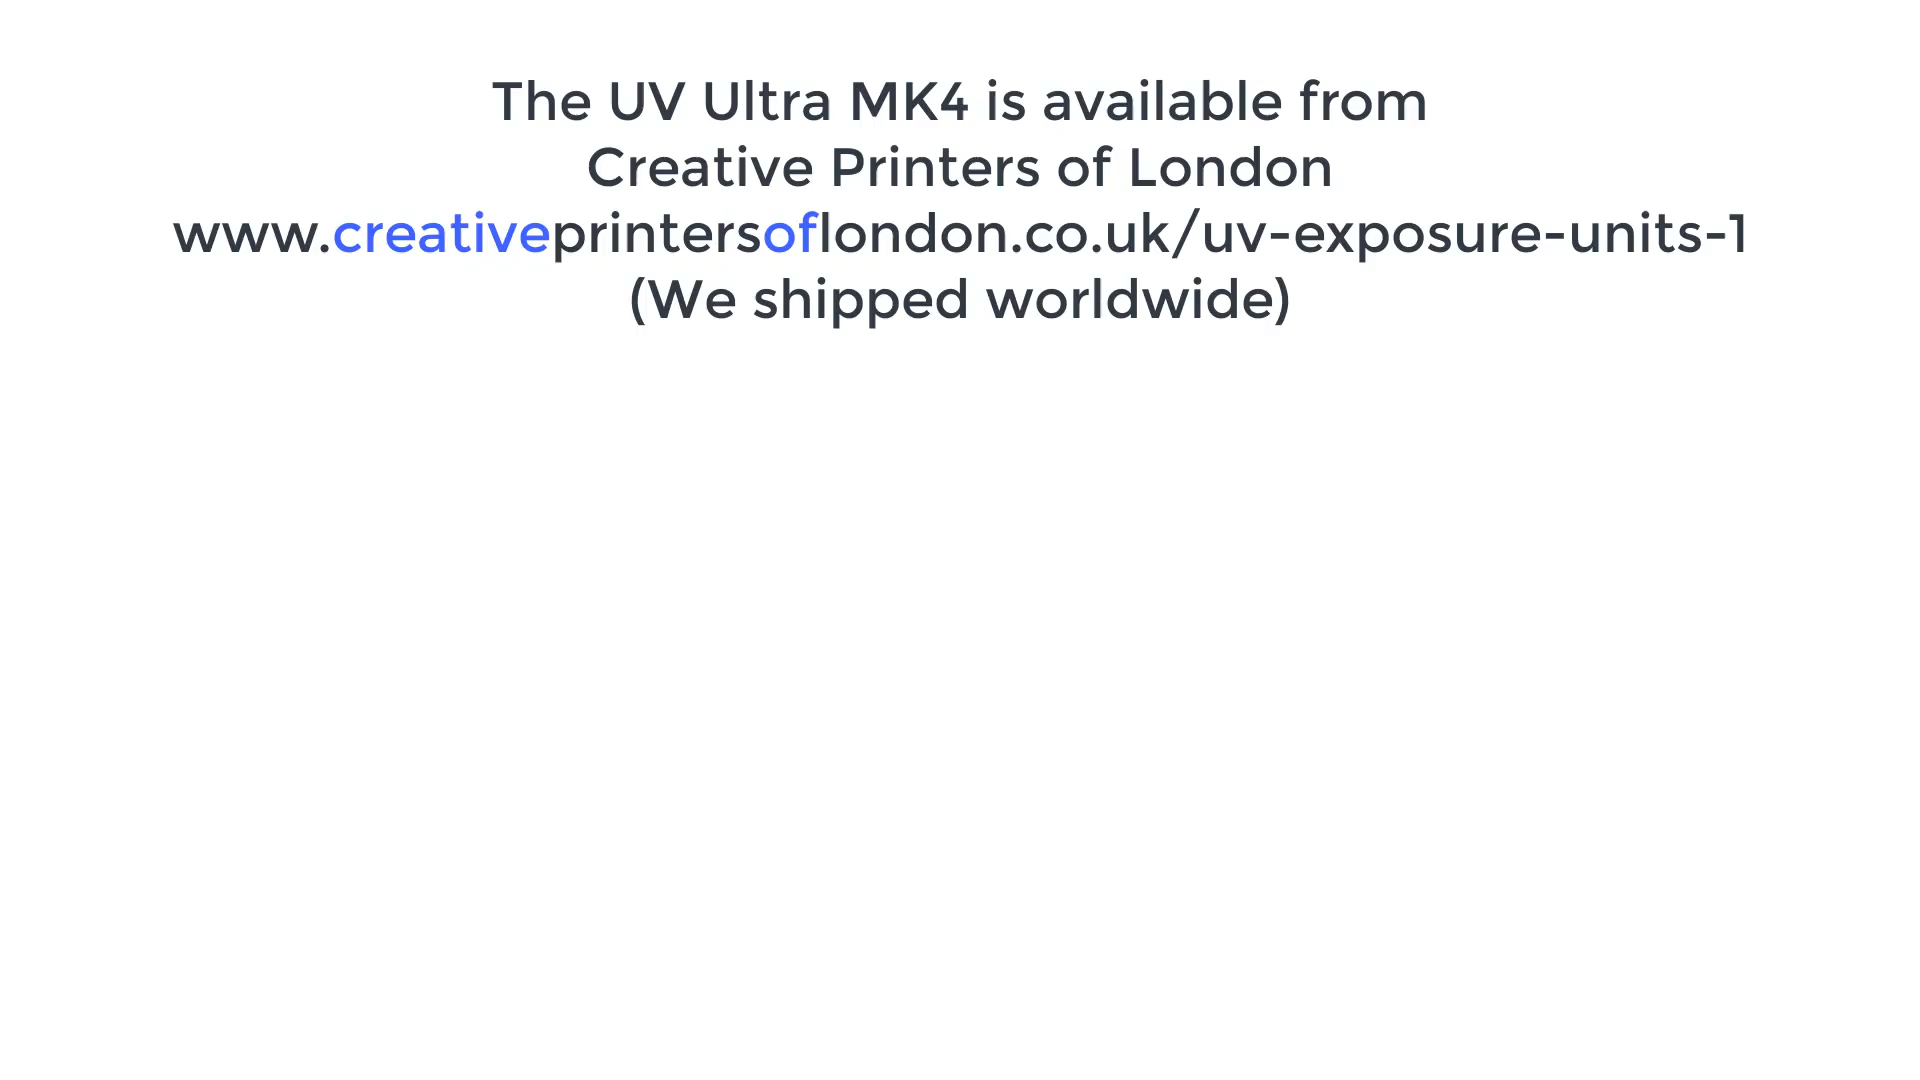 The UV Ultra MK4 is available from
Creative Printers of London
www.creativeprintersoflondon.co.uk/uv-exposure-units-1
(We shipped worldwide)